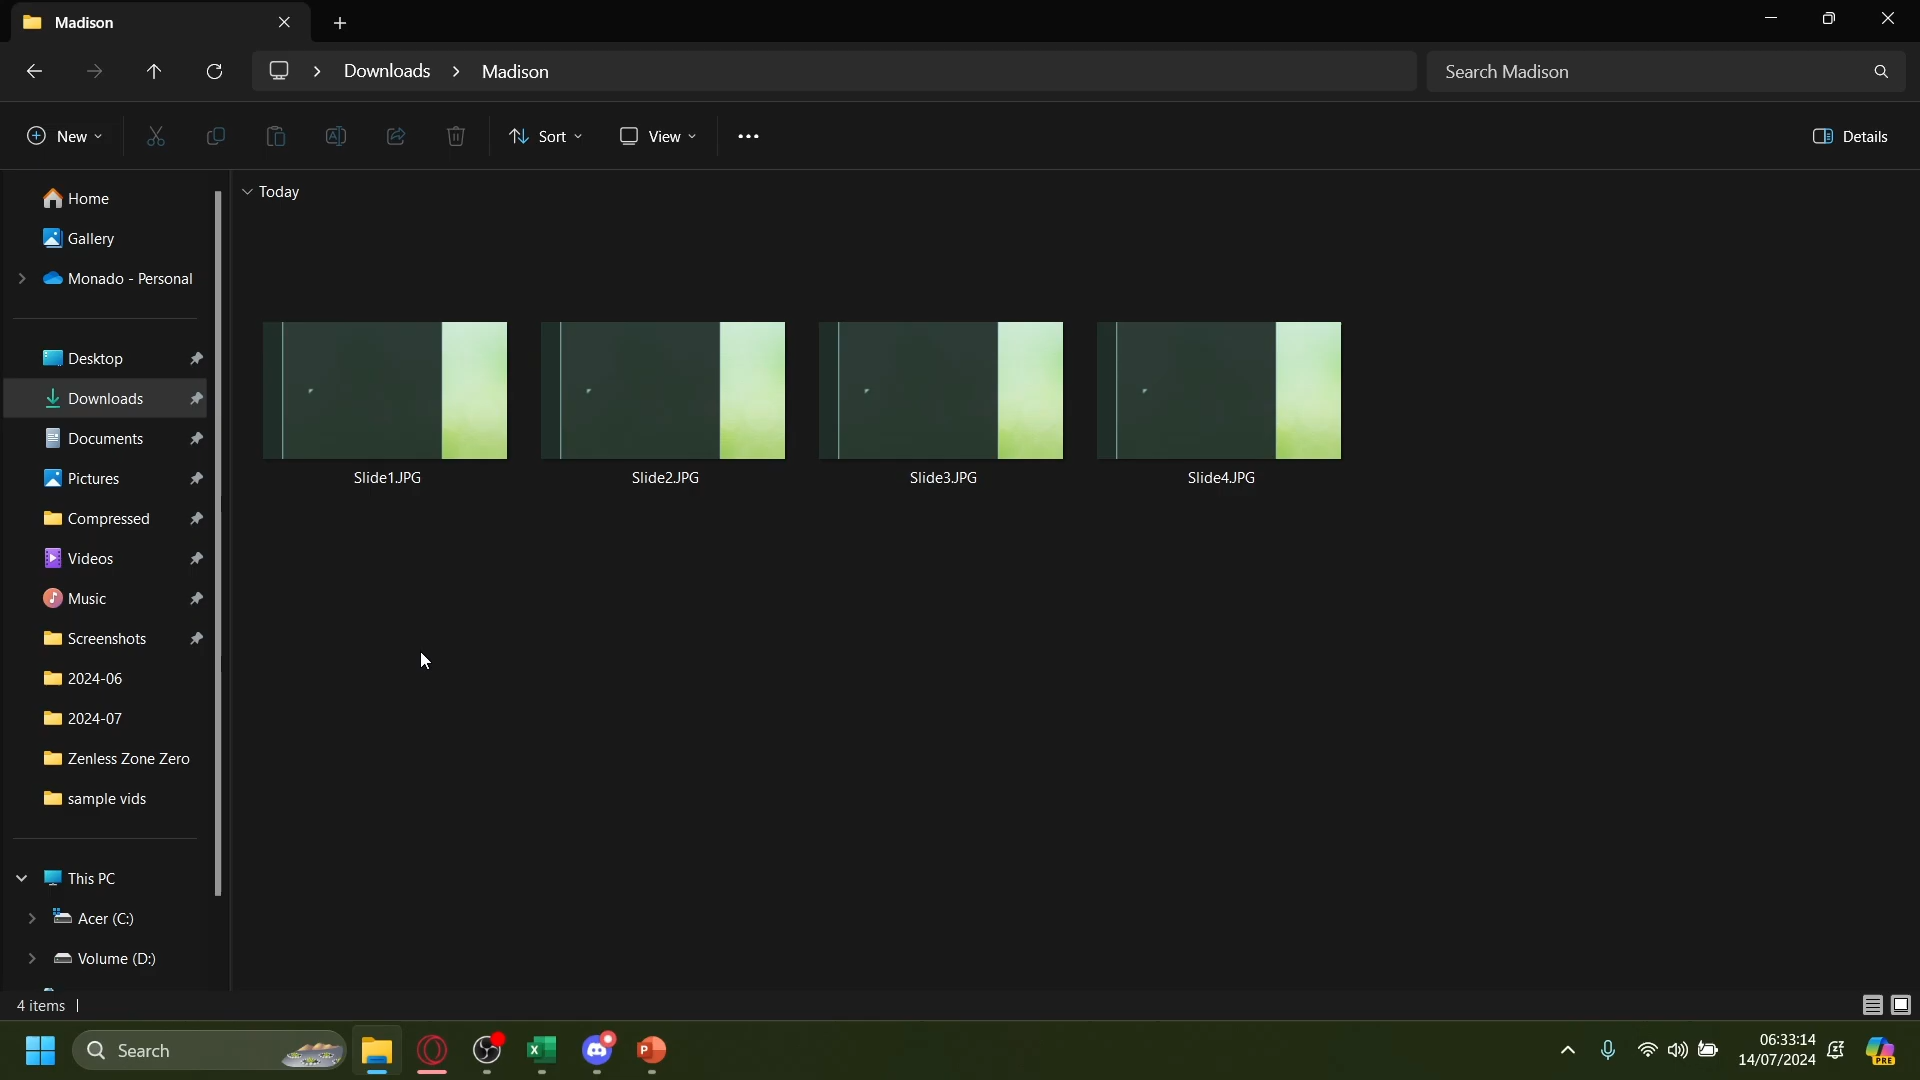 Madison
Downloads > Madison
Search Madison
New
Sort
View
Details
Home
Gallery
Monado - Personal
Desktop
Downloads
Documents
Pictures
Compressed
Videos
Music
Screenshots
2024-06
2024-07
Zenless Zone Zero
sample vids
This PC
Acer (C:)
Volume (D:)
Today
Slide1.JPG
Slide2.JPG
Slide3.JPG
Slide4.JPG
4 items
Search
06:33:14
14/07/2024
PRE